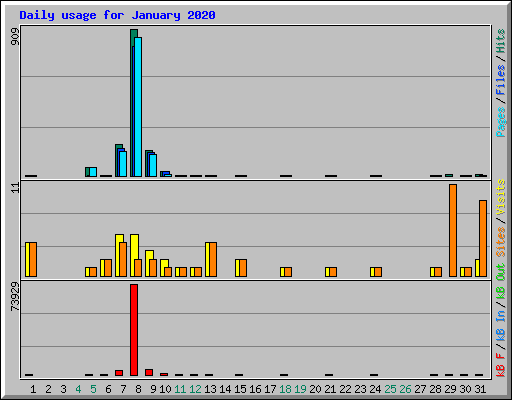 Daily usage for January 2020
909
Pages / Files / Hits
11
Sites / Visits
73929
kB F / kB In / kB Out
1 2 3 4 5 6 7 8 9 10 11 12 13 14 15 16 17 18 19 20 21 22 23 24 25 26 27 28 29 30 31